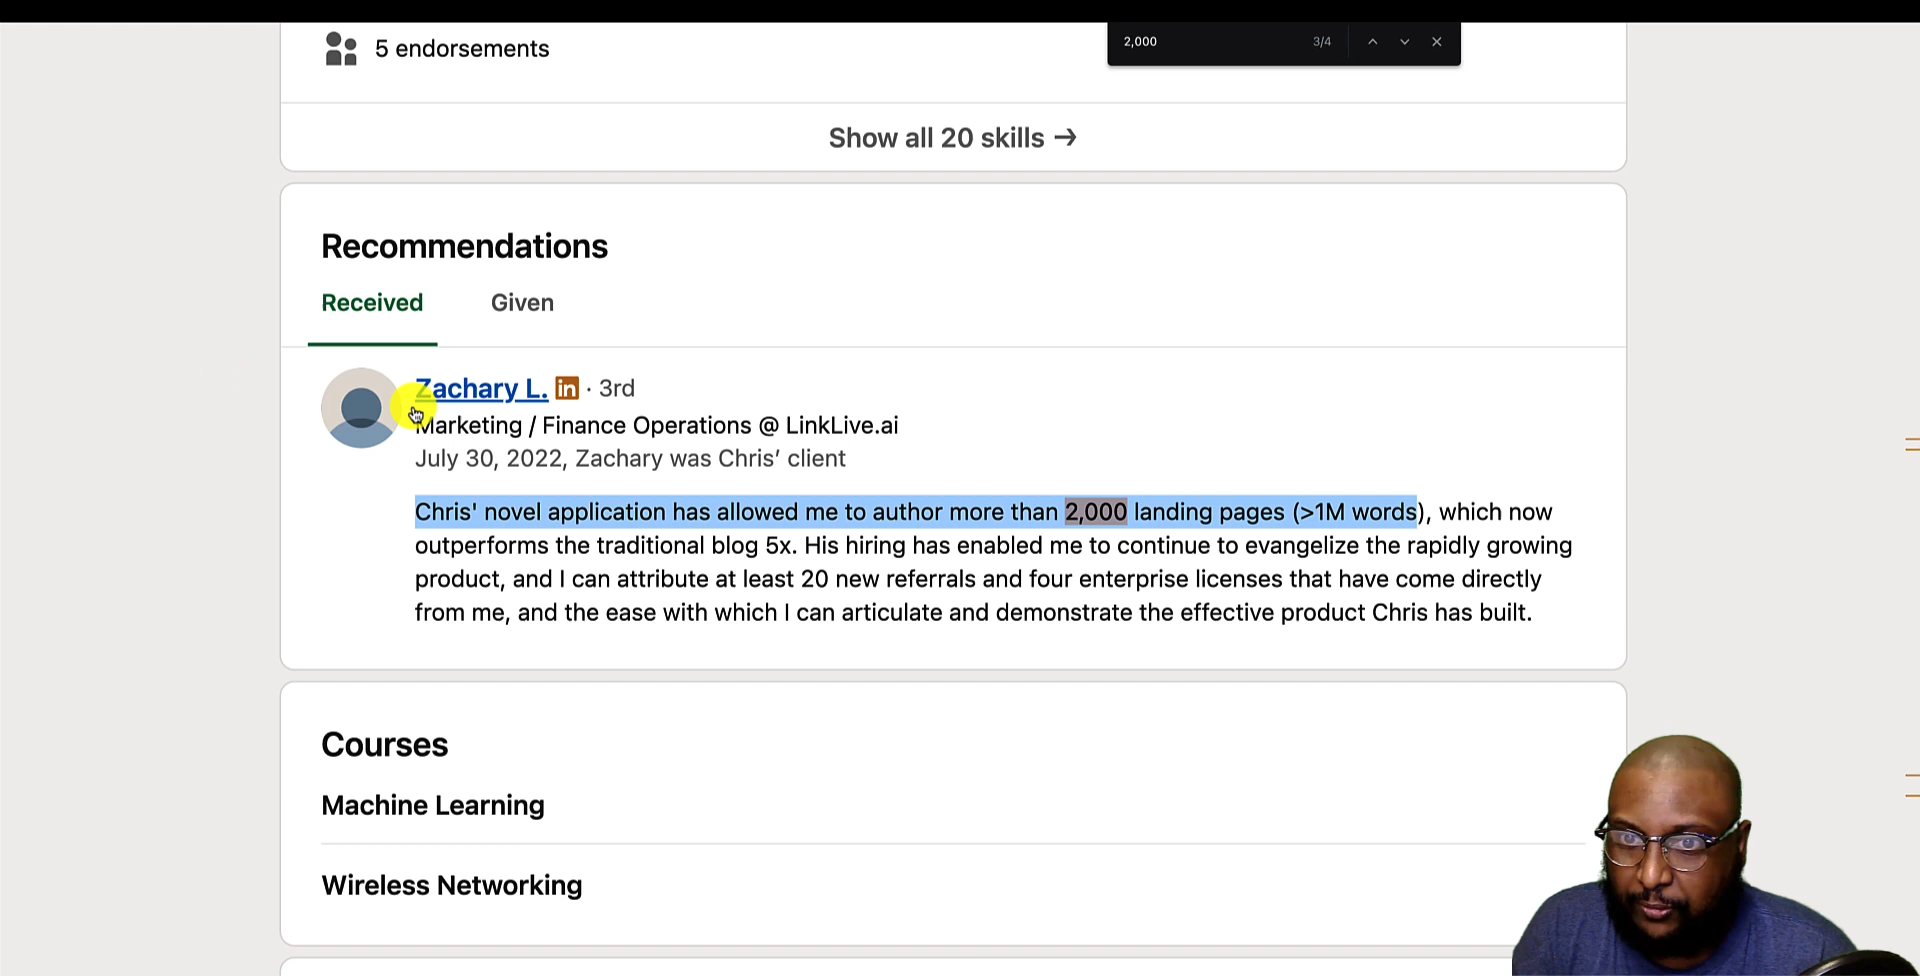 5 endorsements
2,000
3/4
Show all 20 skills →
Recommendations
Received
Given
Zachary L. in · 3rd
Marketing / Finance Operations @ LinkLive.ai
July 30, 2022, Zachary was Chris’ client
Chris' novel application has allowed me to author more than 2,000 landing pages (>1M words), which now
outperforms the traditional blog 5x. His hiring has enabled me to continue to evangelize the rapidly growing
product, and I can attribute at least 20 new referrals and four enterprise licenses that have come directly
from me, and the ease with which I can articulate and demonstrate the effective product Chris has built.
Courses
Machine Learning
Wireless Networking